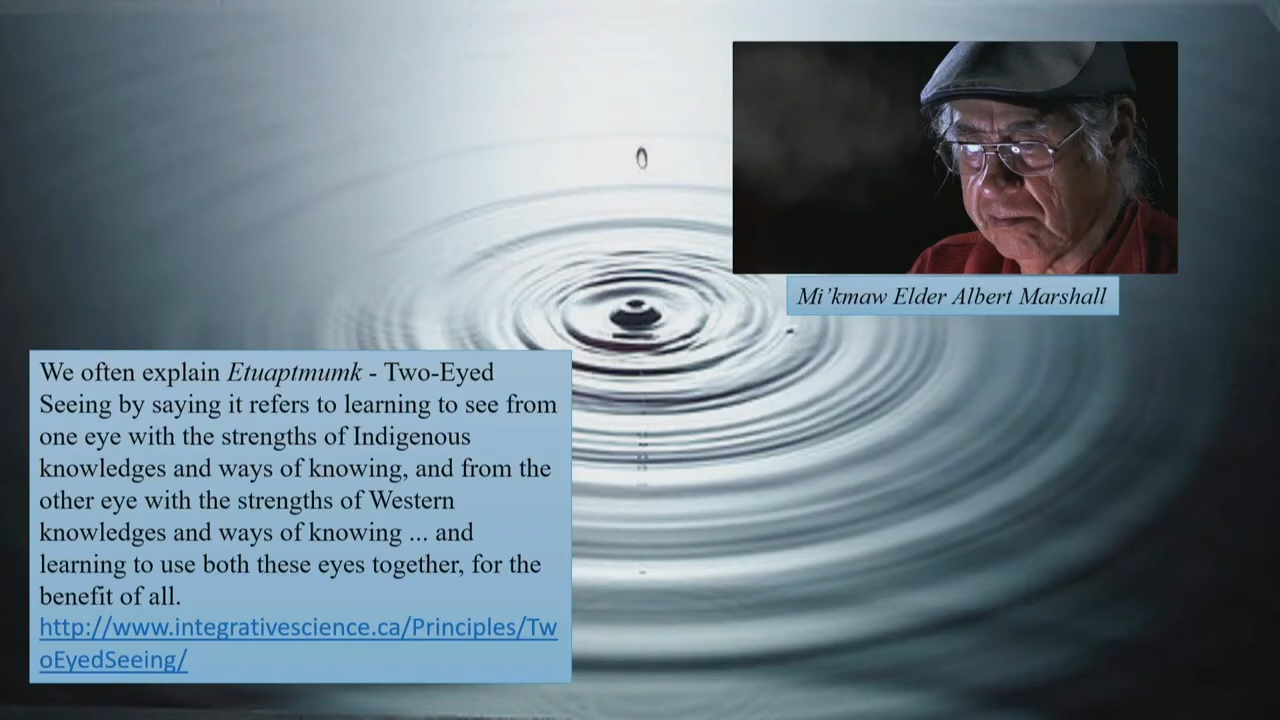 Mi’kmaw Elder Albert Marshall
We often explain Etuaptmumk - Two-Eyed
Seeing by saying it refers to learning to see from
one eye with the strengths of Indigenous
knowledges and ways of knowing, and from the
other eye with the strengths of Western
knowledges and ways of knowing ... and
learning to use both these eyes together, for the
benefit of all.
http://www.integrativescience.ca/Principles/Tw
oEyedSeeing/